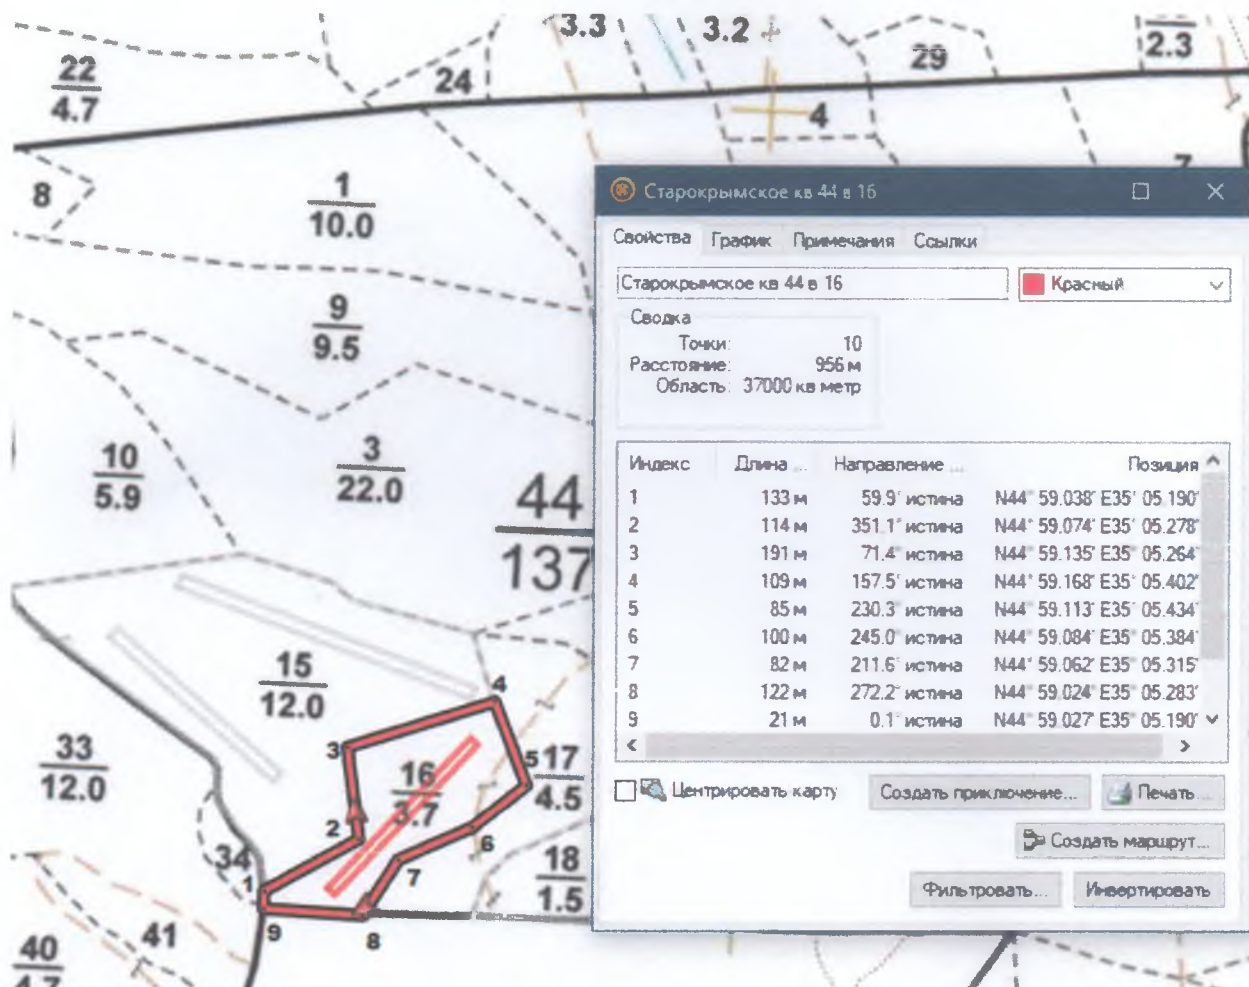 3.3
3.2
2.3
22
4.7
24
29
4
8
1
10.0
9
9.5
10
5.9
3
22.0
44
137
15
12.0
33
12.0
16
3.7
17
4.5
18
1.5
34
41
40
1
2
3
4
5
6
7
8
9
Старокрымское кв 44 в 16
Свойства График Примечания Ссылки
Старокрымское кв 44 в 16 Красный
Сводка
Точки: 10
Расстояние: 956 м
Область: 37000 кв метр
Индекс Длина ... Направление ... Позиция
1 133 м 59.9° истина N44° 59.038' E35° 05.190'
2 114 м 351.1° истина N44° 59.074' E35° 05.278'
3 191 м 71.4° истина N44° 59.135' E35° 05.264'
4 109 м 157.5° истина N44° 59.168' E35° 05.402'
5 85 м 230.3° истина N44° 59.113' E35° 05.434'
6 100 м 245.0° истина N44° 59.084' E35° 05.384'
7 82 м 211.6° истина N44° 59.062' E35° 05.315'
8 122 м 272.2° истина N44° 59.024' E35° 05.283'
9 21 м 0.1° истина N44° 59.027' E35° 05.190'
Центрировать карту Создать приключение... Печать...
Создать маршрут...
Фильтровать... Инвертировать